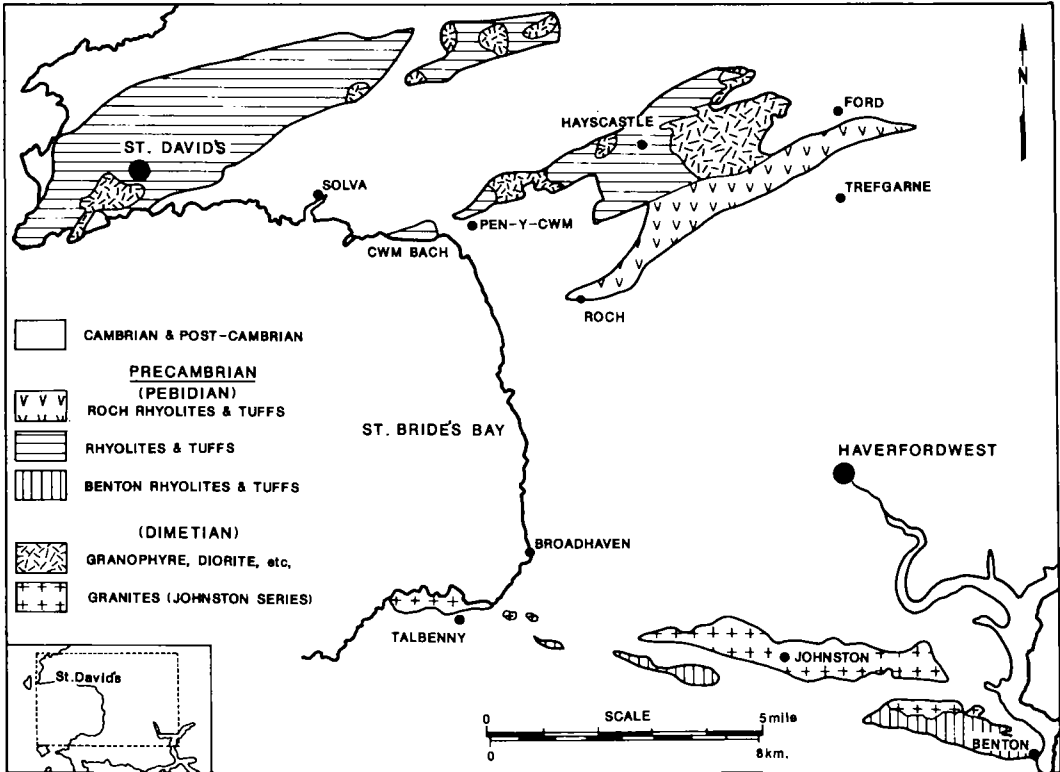 N
FORD
HAYSCASTLE
ST. DAVID'S
TREFGARNE
SOLVA
PEN-Y-CWM
CWM BACH
ROCH
CAMBRIAN & POST-CAMBRIAN
PRECAMBRIAN
(PEBIDIAN)
ROCH RHYOLITES & TUFFS
RHYOLITES & TUFFS
BENTON RHYOLITES & TUFFS
(DIMETIAN)
GRANOPHYRE, DIORITE, etc,
GRANITES (JOHNSTON SERIES)
ST. BRIDE'S BAY
HAVERFORDWEST
BROADHAVEN
TALBENNY
JOHNSTON
BENTON
St. David's
SCALE
0 5 mile
0 8km.